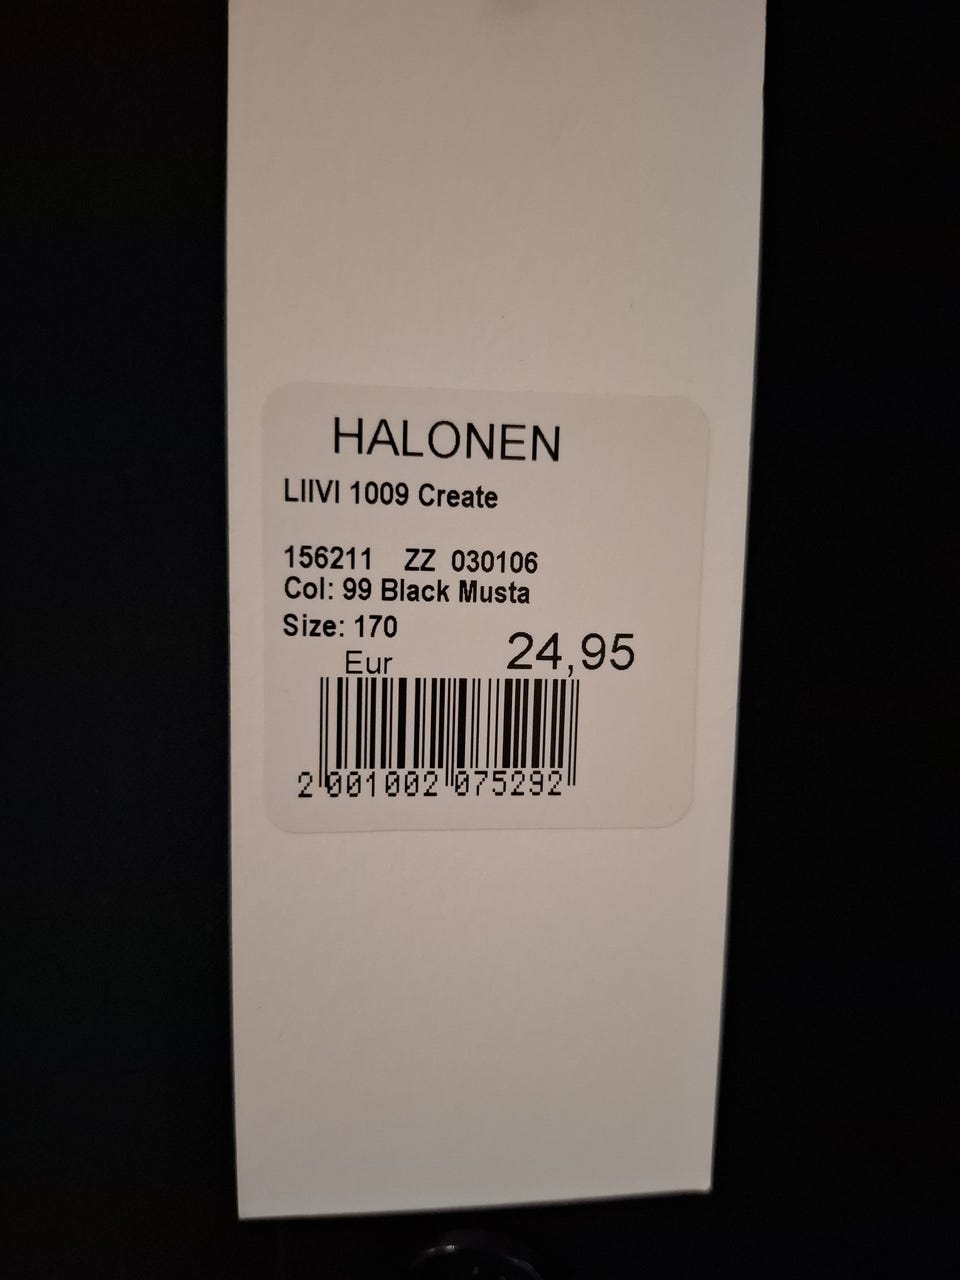 HALONEN
LIIVI 1009 Create
156211 ZZ 030106
Col: 99 Black Musta
Size: 170
Eur 24,95
2 001002 075292